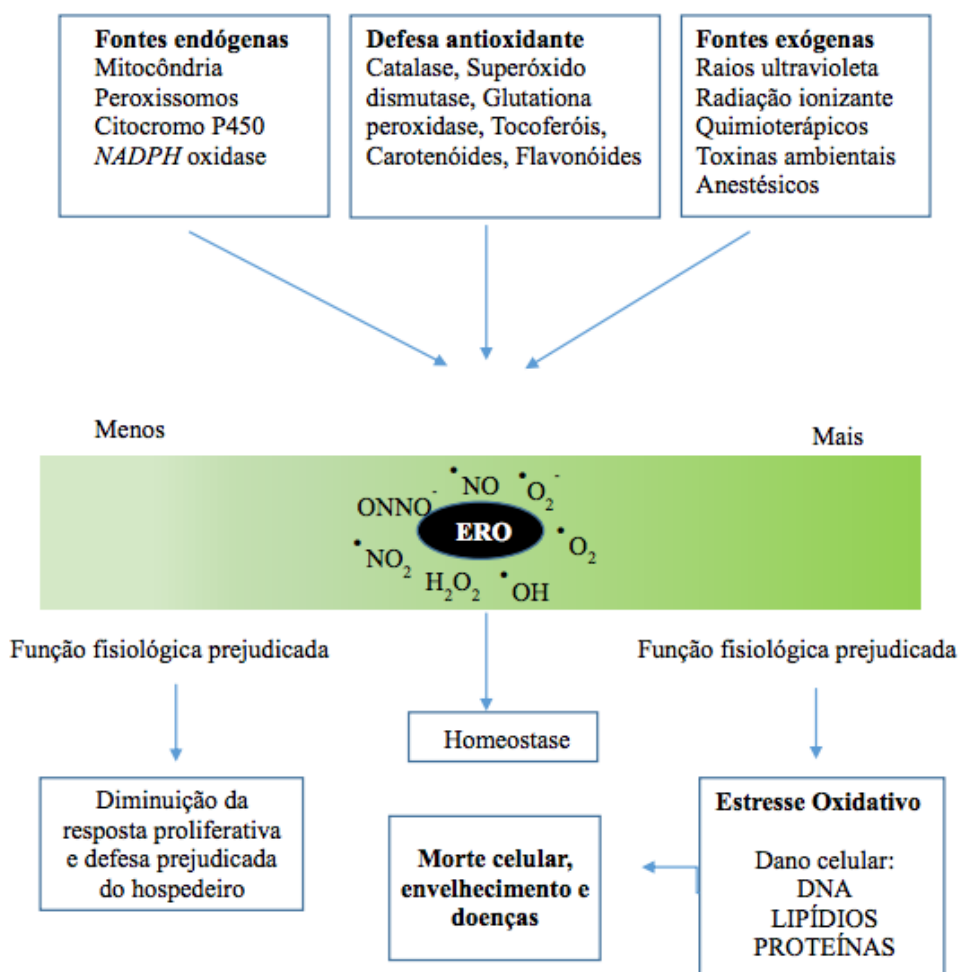 Fontes endógenas
Mitocôndria
Peroxissomos
Citocromo P450
NADPH oxidase
Defesa antioxidante
Catalase, Superóxido
dismutase, Glutationa
peroxidase, Tocoferóis,
Carotenóides, Flavonóides
Fontes exógenas
Raios ultravioleta
Radiação ionizante
Quimioterápicos
Toxinas ambientais
Anestésicos
Menos
Mais
ONNO⁻
•NO
•O₂⁻
ERO
•O₂
•NO₂
H₂O₂
•OH
Função fisiológica prejudicada
Função fisiológica prejudicada
Homeostase
Diminuição da
resposta proliferativa
e defesa prejudicada
do hospedeiro
Morte celular,
envelhecimento e
doenças
Estresse Oxidativo
Dano celular:
DNA
LIPÍDIOS
PROTEÍNAS